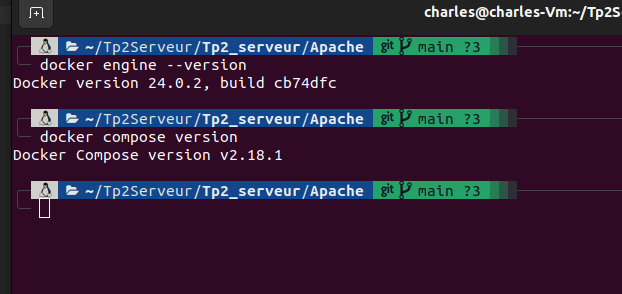 charles@charles-Vm:~/Tp2S
~/Tp2Serveur/Tp2_serveur/Apache git main ?3
docker engine --version
Docker version 24.0.2, build cb74dfc
~/Tp2Serveur/Tp2_serveur/Apache git main ?3
docker compose version
Docker Compose version v2.18.1
~/Tp2Serveur/Tp2_serveur/Apache git main ?3